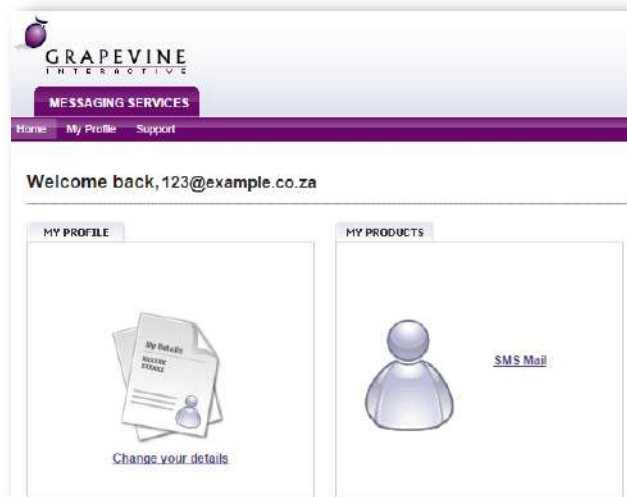 GRAPEVINE
INTERACTIVE
MESSAGING SERVICES
Home My Profile Support
Welcome back, 123@example.co.za
MY PROFILE
MY PRODUCTS
My Details
SMS Mail
Change your details